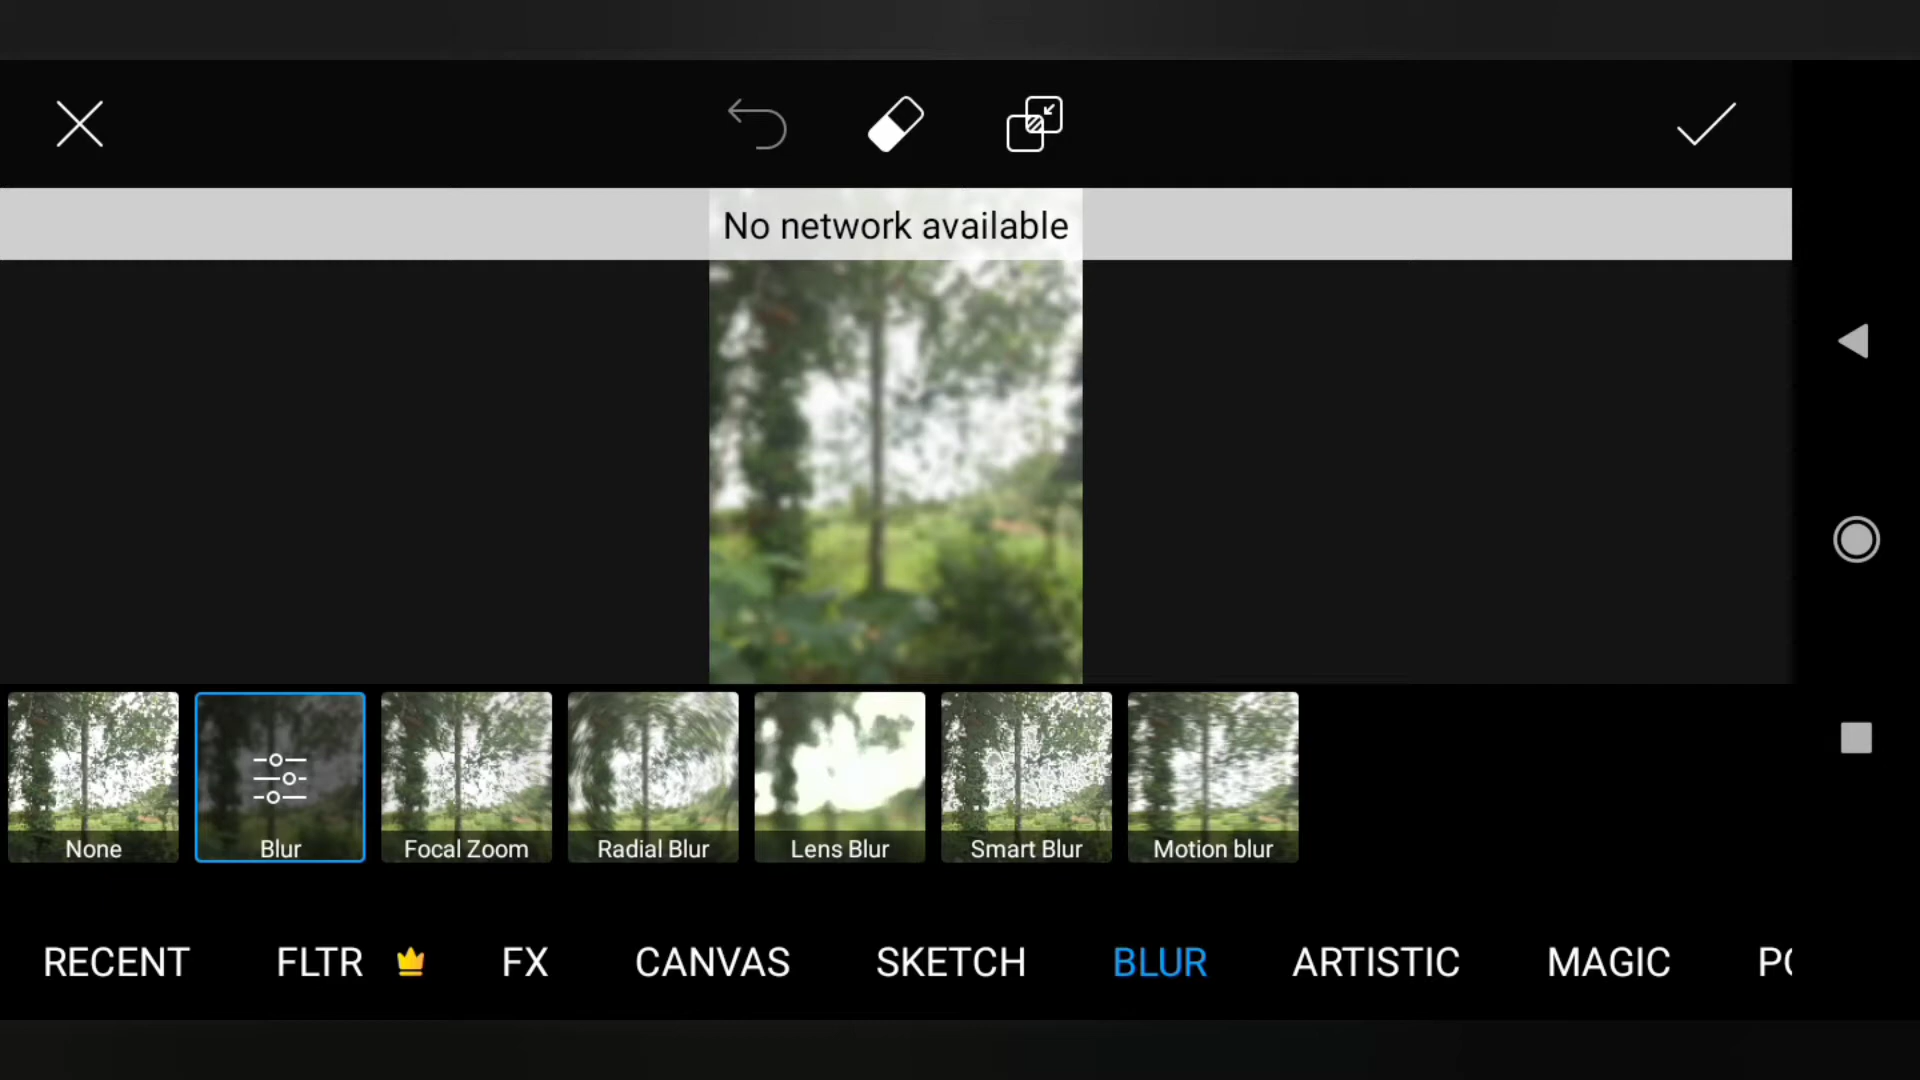 No network available
None
Blur
Focal Zoom
Radial Blur
Lens Blur
Smart Blur
Motion blur
RECENT FLTR FX CANVAS SKETCH BLUR ARTISTIC MAGIC